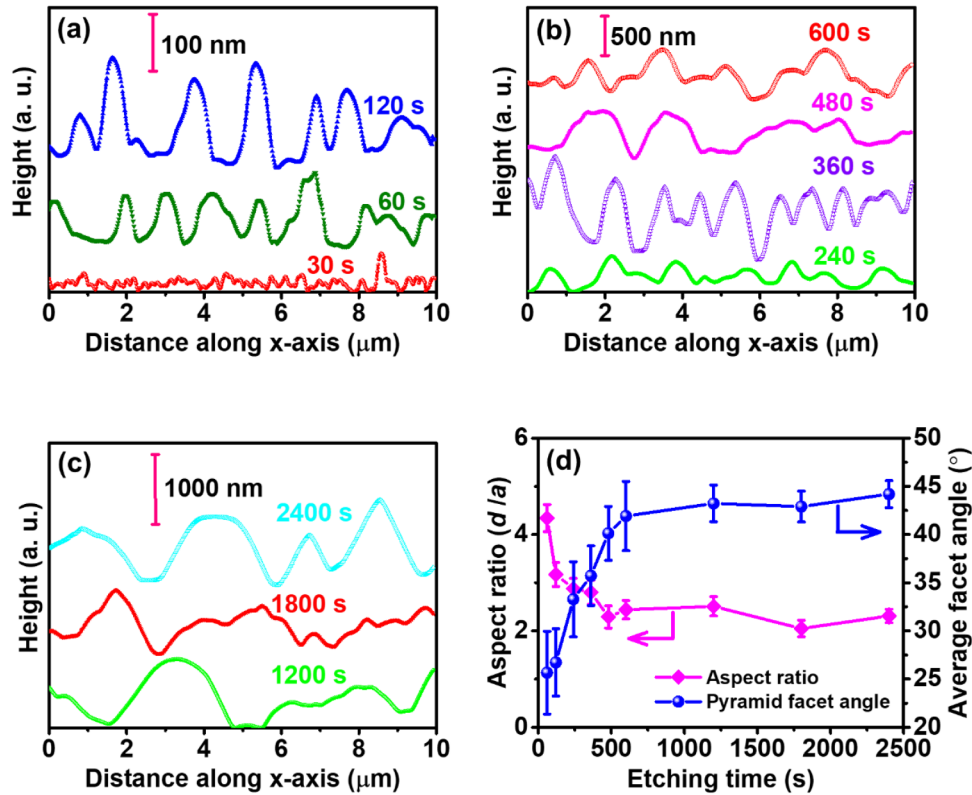 (a)
100 nm
120 s
60 s
30 s
Height (a. u.)
0 2 4 6 8 10
Distance along x-axis (μm)
(b)
500 nm
600 s
480 s
360 s
240 s
Height (a. u.)
0 2 4 6 8 10
Distance along x-axis (μm)
(c)
1000 nm
2400 s
1800 s
1200 s
Height (a. u.)
0 2 4 6 8 10
Distance along x-axis (μm)
(d)
6
4
2
0
Aspect ratio (d/a)
50
45
40
35
30
25
20
Average facet angle (°)
Aspect ratio
Pyramid facet angle
0 500 1000 1500 2000 2500
Etching time (s)